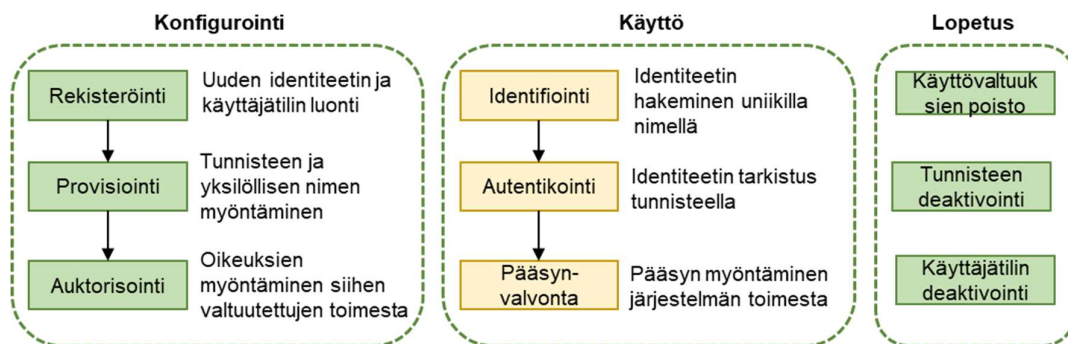 Konfigurointi
Rekisteröinti
Uuden identiteetin ja
käyttäjätilin luonti
Provisiointi
Tunnisteen ja
yksilöllisen nimen
myöntäminen
Auktorisointi
Oikeuksien
myöntäminen siihen
valtuutettujen toimesta
Käyttö
Identifiointi
Identiteetin
hakeminen uniikilla
nimellä
Autentikointi
Identiteetin tarkistus
tunnisteella
Pääsyn-
valvonta
Pääsyn myöntäminen
järjestelmän toimesta
Lopetus
Käyttövaltuuk
sien poisto
Tunnisteen
deaktivointi
Käyttäjätilin
deaktivointi